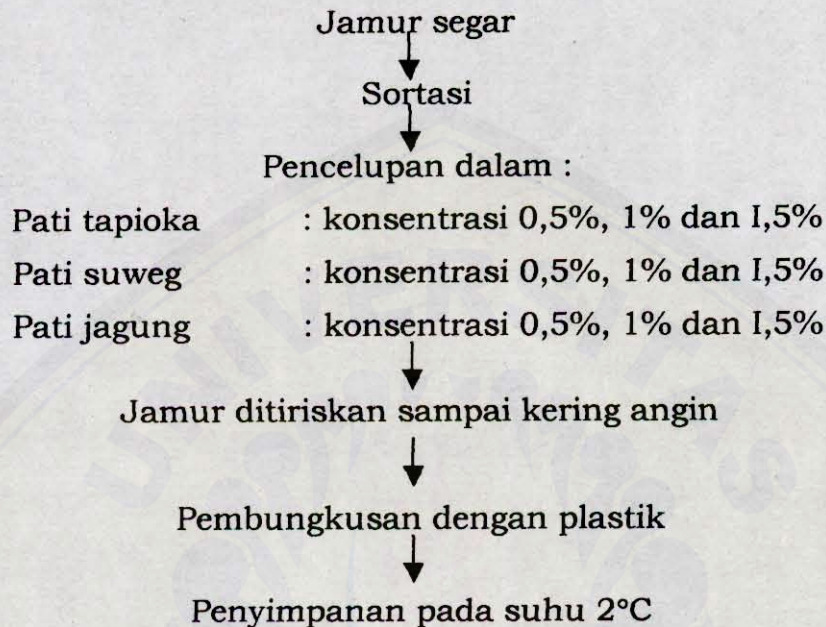 Jamur segar
Sortasi
Pencelupan dalam :
Pati tapioka : konsentrasi 0,5%, 1% dan I,5%
Pati suweg : konsentrasi 0,5%, 1% dan I,5%
Pati jagung : konsentrasi 0,5%, 1% dan I,5%
UNIVERSITAS
Jamur ditiriskan sampai kering angin
Pembungkusan dengan plastik
Penyimpanan pada suhu 2°C